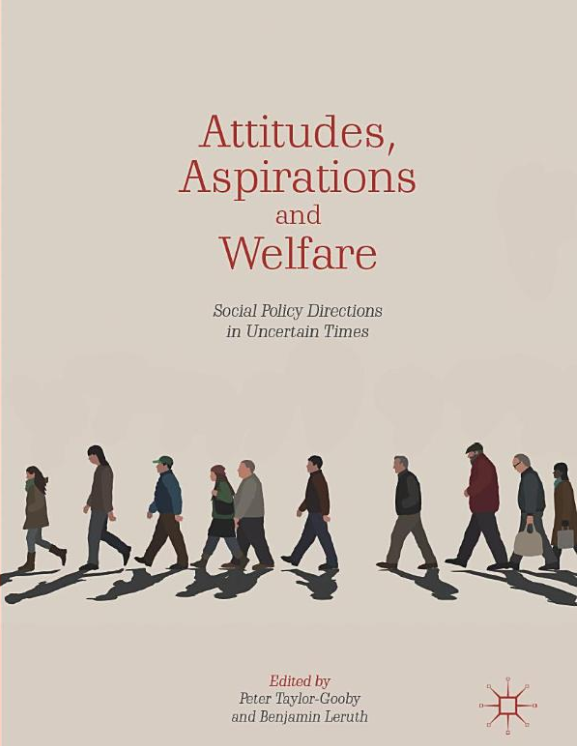 Attitudes,
Aspirations
and
Welfare
Social Policy Directions
in Uncertain Times
Edited by
Peter Taylor-Gooby
and Benjamin Leruth